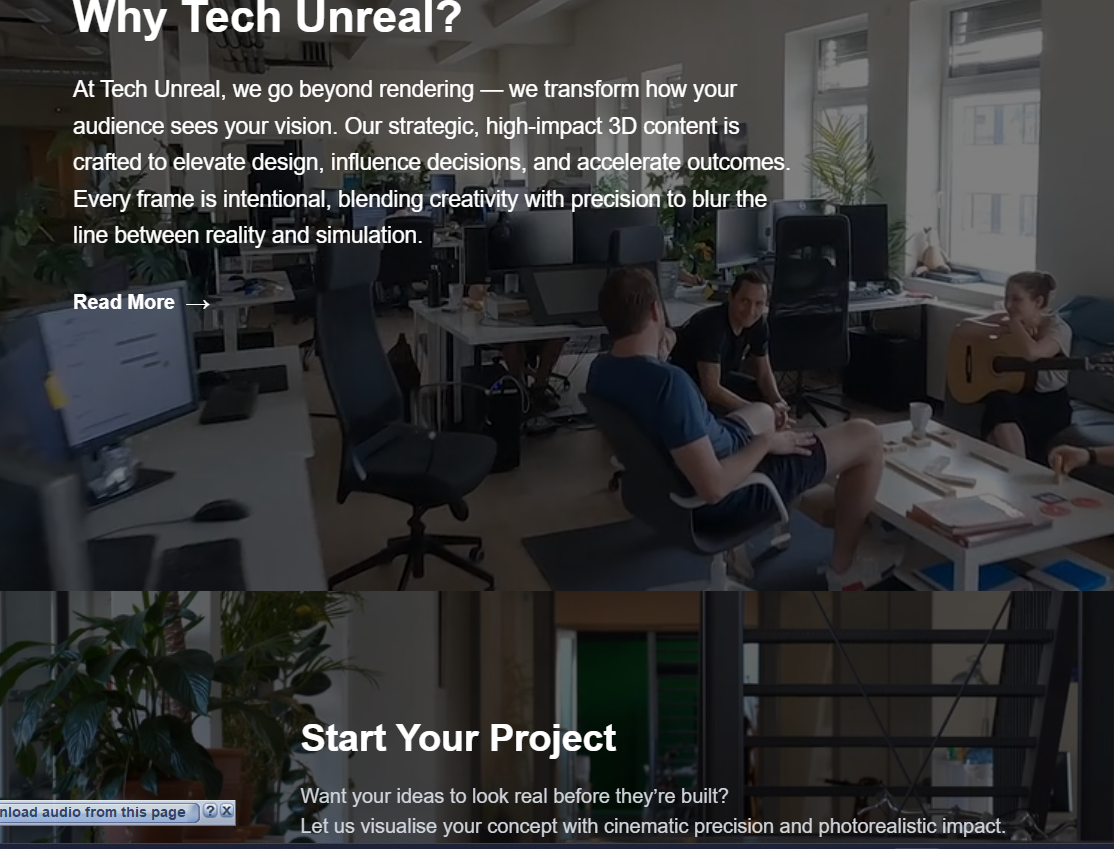 Why Tech Unreal?
At Tech Unreal, we go beyond rendering — we transform how your
audience sees your vision. Our strategic, high-impact 3D content is
crafted to elevate design, influence decisions, and accelerate outcomes.
Every frame is intentional, blending creativity with precision to blur the
line between reality and simulation.
Read More →
Start Your Project
Want your ideas to look real before they’re built?
Let us visualise your concept with cinematic precision and photorealistic impact.
nload audio from this page ? X